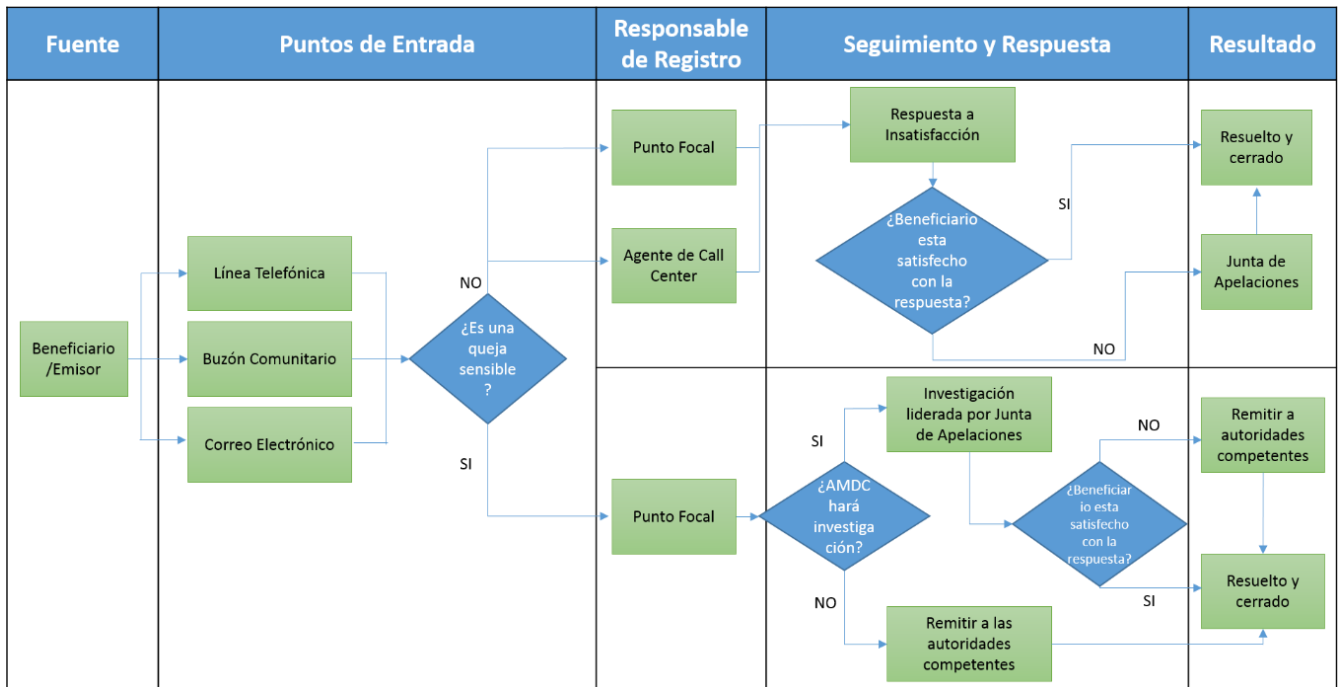 Fuente
Puntos de Entrada
Responsable
de Registro
Seguimiento y Respuesta
Resultado
Beneficiario
/Emisor
Línea Telefónica
Buzón Comunitario
Correo Electrónico
¿Es una
queja
sensible
?
NO
SI
Punto Focal
Agente de Call
Center
Respuesta a
Insatisfacción
¿Beneficiario
esta
satisfecho
con la
respuesta?
SI
NO
Resuelto y
cerrado
Junta de
Apelaciones
Punto Focal
¿AMDC
hará
investiga
ción?
SI
NO
Investigación
liderada por Junta
de Apelaciones
Remitir a las
autoridades
competentes
¿Beneficiar
io esta
satisfecho
con la
respuesta?
NO
SI
Remitir a
autoridades
competentes
Resuelto y
cerrado